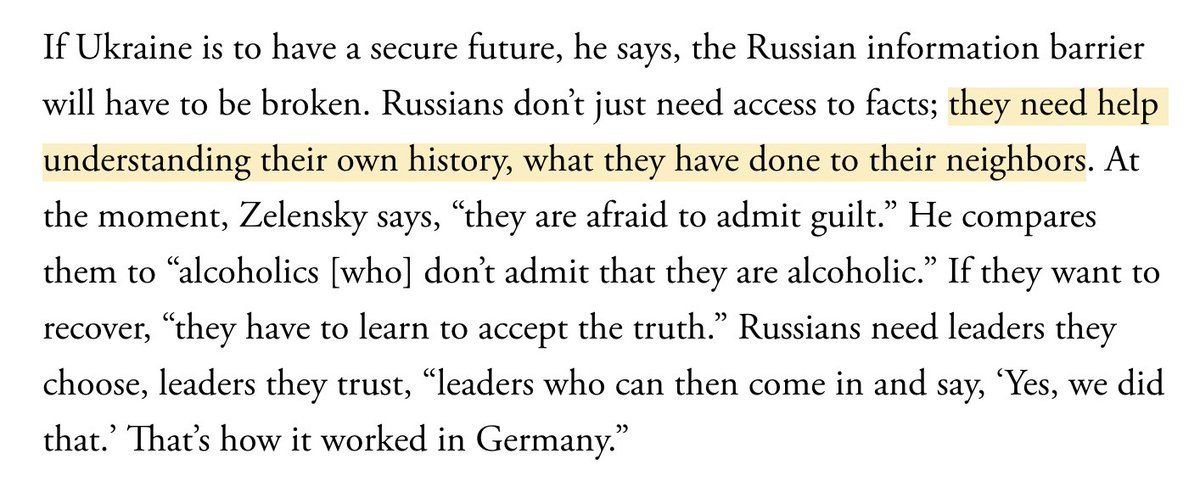 If Ukraine is to have a secure future, he says, the Russian information barrier
will have to be broken. Russians don’t just need access to facts; they need help
understanding their own history, what they have done to their neighbors. At
the moment, Zelensky says, “they are afraid to admit guilt.” He compares
them to “alcoholics [who] don’t admit that they are alcoholic.” If they want to
recover, “they have to learn to accept the truth.” Russians need leaders they
choose, leaders they trust, “leaders who can then come in and say, ‘Yes, we did
that.’ That’s how it worked in Germany.”